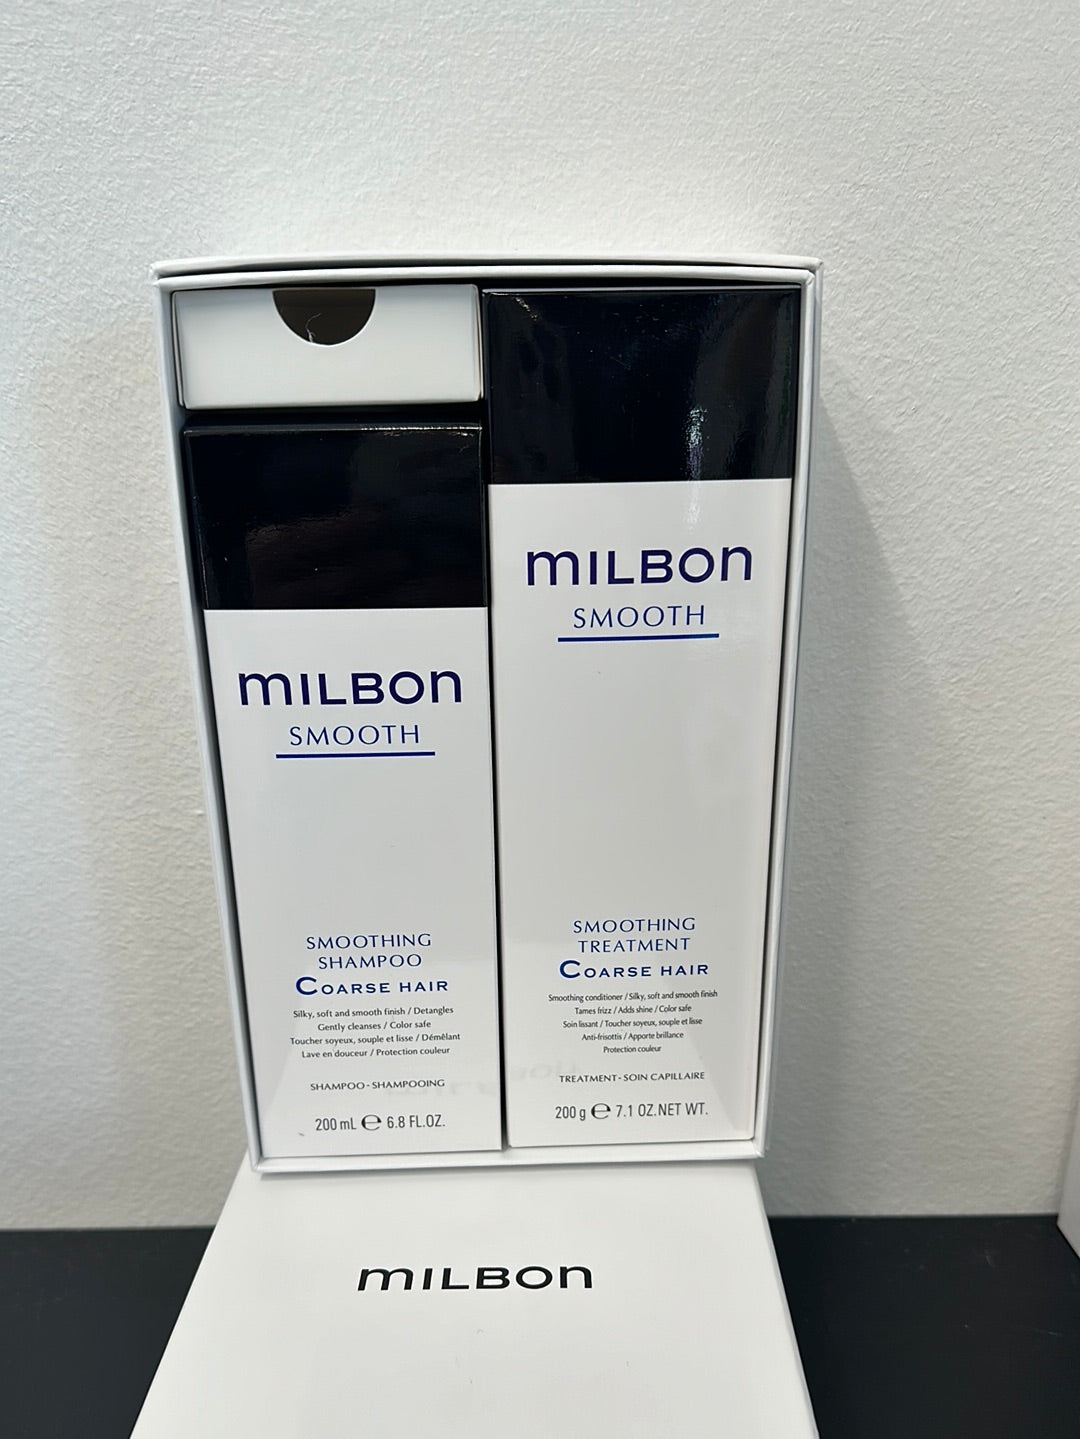 milbon
SMOOTH
SMOOTHING
SHAMPOO
COARSE HAIR
Silky, soft and smooth finish / Detangles
Gently cleanses / Color safe
Toucher soyeux, souple et lisse / Démêlant
Lave en douceur / Protection couleur
SHAMPOO - SHAMPOOING
200 mL ℮ 6.8 FL.OZ.
milbon
SMOOTH
SMOOTHING
TREATMENT
COARSE HAIR
Smoothing conditioner / Silky, soft and smooth finish
Tames frizz / Adds shine / Color safe
Soin lissant / Toucher soyeux, souple et lisse
Anti-frisottis / Apporte brillance
Protection couleur
TREATMENT - SOIN CAPILLAIRE
200 g ℮ 7.1 OZ.NET WT.
milbon